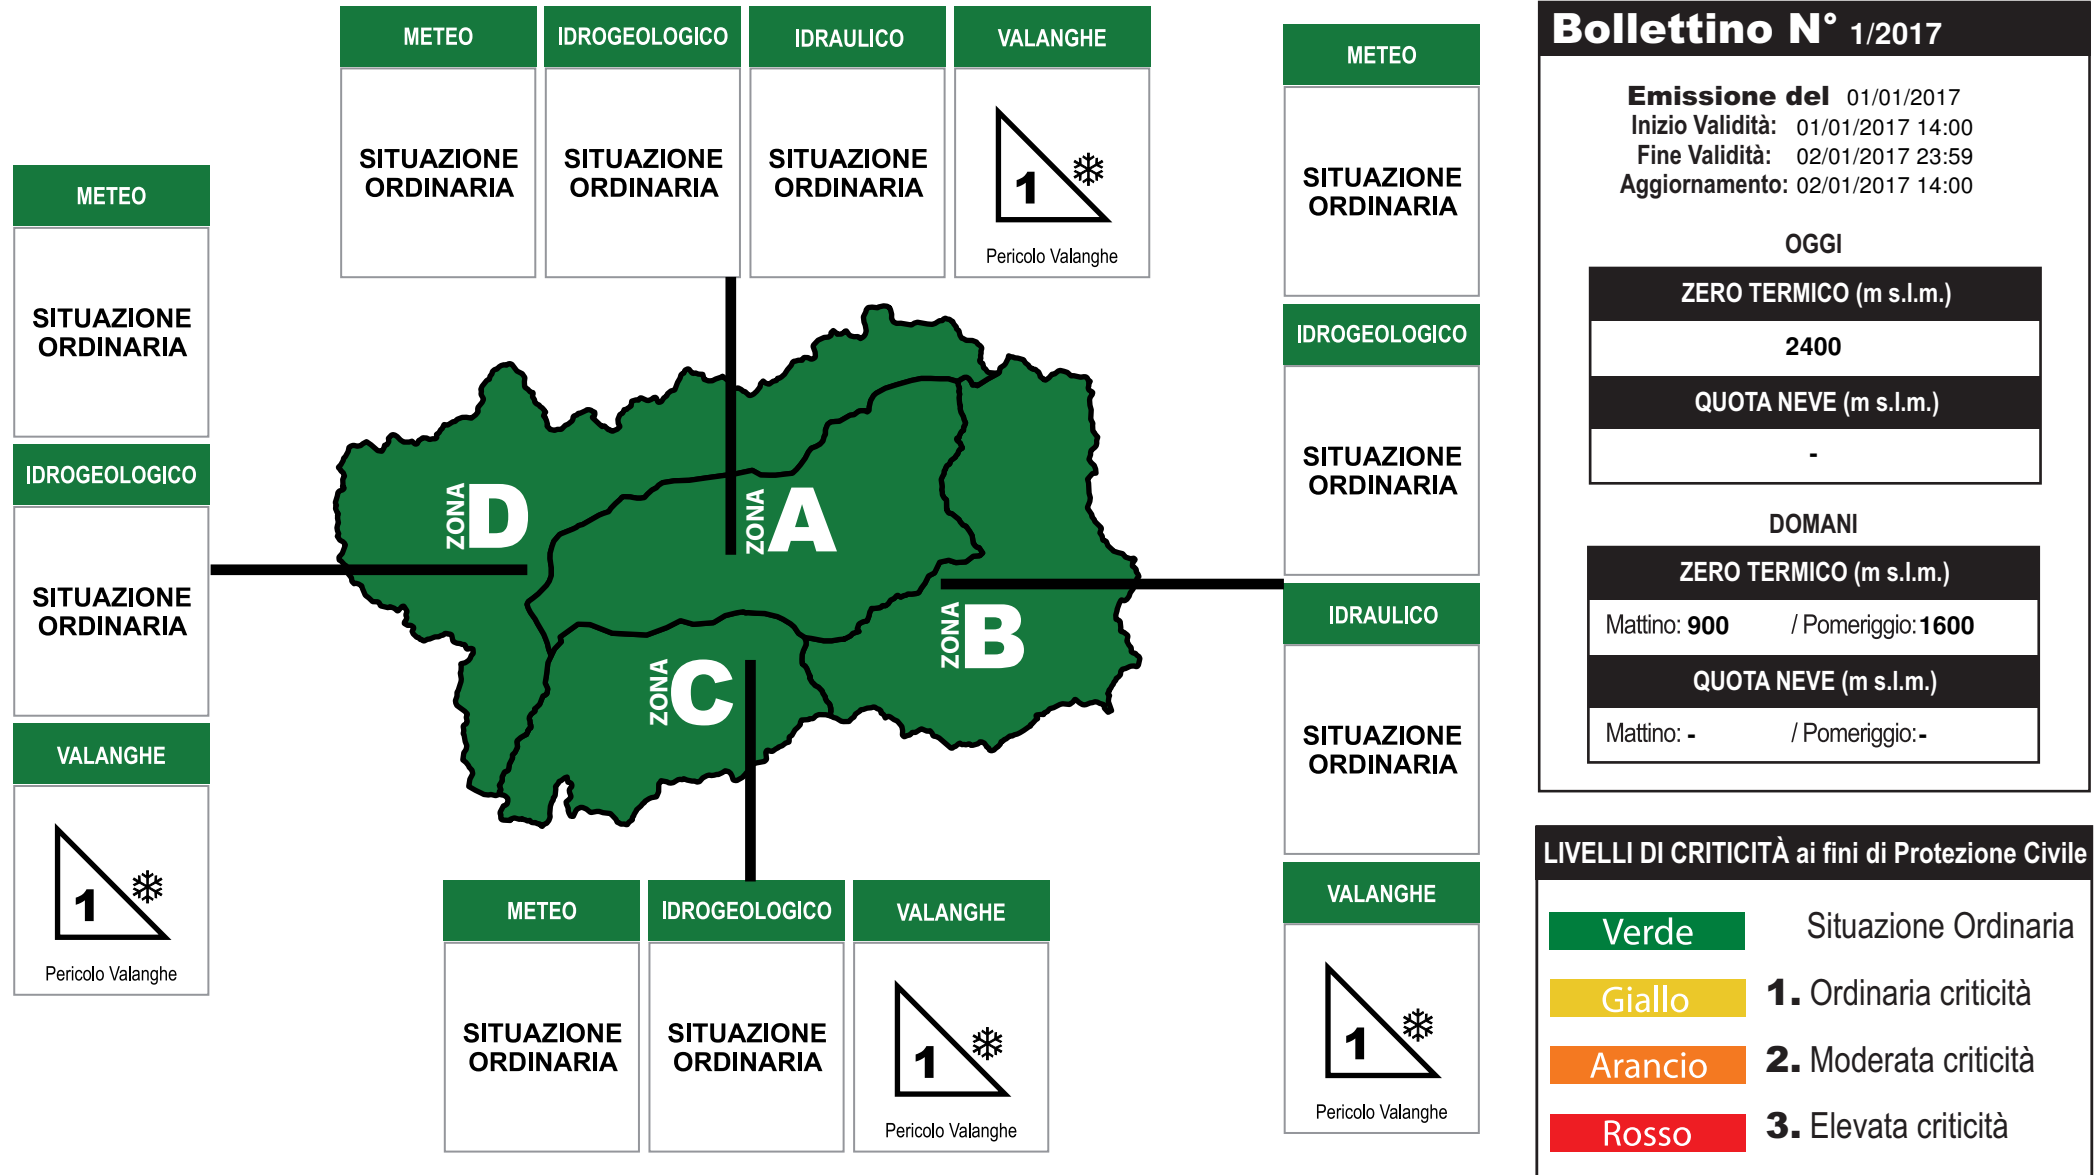 METEO
SITUAZIONE
ORDINARIA
IDROGEOLOGICO
SITUAZIONE
ORDINARIA
VALANGHE
1
Pericolo Valanghe
METEO
IDROGEOLOGICO
IDRAULICO
VALANGHE
SITUAZIONE
ORDINARIA
SITUAZIONE
ORDINARIA
SITUAZIONE
ORDINARIA
1
Pericolo Valanghe
ZONA D
ZONA A
ZONA B
ZONA C
METEO
IDROGEOLOGICO
VALANGHE
SITUAZIONE
ORDINARIA
SITUAZIONE
ORDINARIA
1
Pericolo Valanghe
METEO
SITUAZIONE
ORDINARIA
IDROGEOLOGICO
SITUAZIONE
ORDINARIA
IDRAULICO
SITUAZIONE
ORDINARIA
VALANGHE
1
Pericolo Valanghe
Bollettino N° 1/2017
Emissione del 01/01/2017
Inizio Validità: 01/01/2017 14:00
Fine Validità: 02/01/2017 23:59
Aggiornamento: 02/01/2017 14:00
OGGI
ZERO TERMICO (m s.l.m.)
2400
QUOTA NEVE (m s.l.m.)
-
DOMANI
ZERO TERMICO (m s.l.m.)
Mattino: 900 / Pomeriggio: 1600
QUOTA NEVE (m s.l.m.)
Mattino: - / Pomeriggio: -
LIVELLI DI CRITICITÀ ai fini di Protezione Civile
Verde Situazione Ordinaria
Giallo 1. Ordinaria criticità
Arancio 2. Moderata criticità
Rosso 3. Elevata criticità